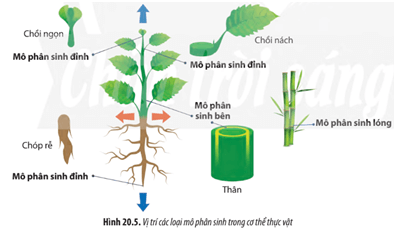 Chồi ngọn
Mô phân sinh đỉnh
Chồi nách
Mô phân sinh đỉnh
Mô phân
sinh bên
Mô phân sinh lóng
Chóp rễ
Mô phân sinh đỉnh
Thân
Hình 20.5. Vị trí các loại mô phân sinh trong cơ thể thực vật